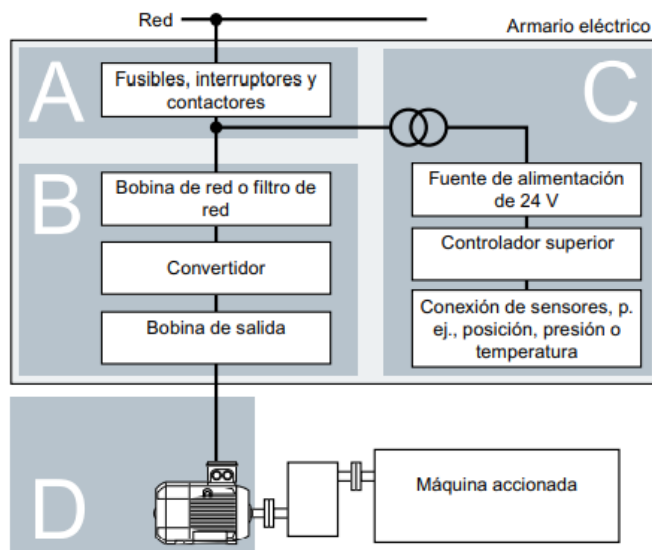 Red
Armario eléctrico
A
Fusibles, interruptores y
contactores
C
B
Bobina de red o filtro de
red
Convertidor
Bobina de salida
Fuente de alimentación
de 24 V
Controlador superior
Conexión de sensores, p.
ej., posición, presión o
temperatura
D
Máquina accionada